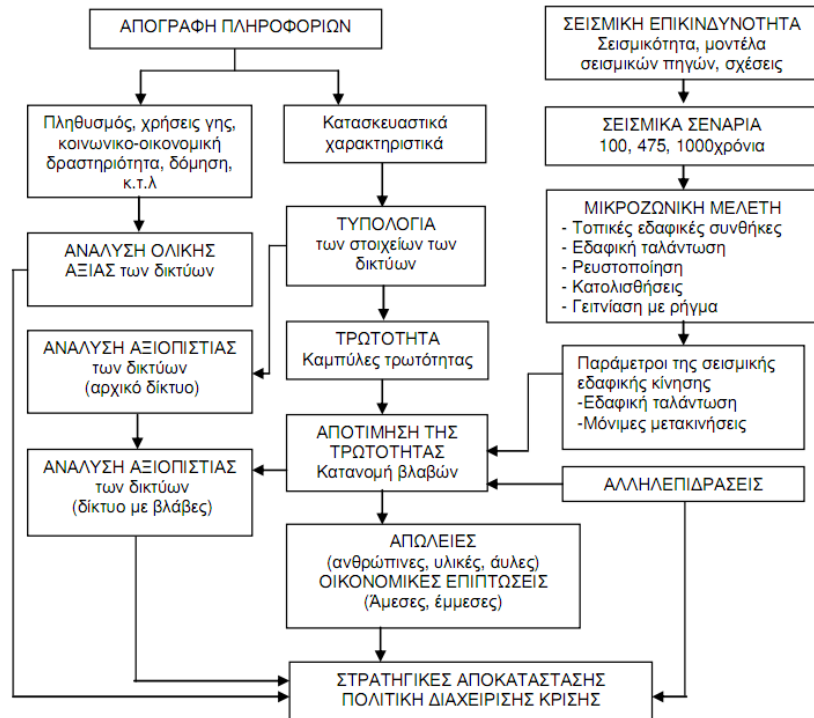 ΑΠΟΓΡΑΦΗ ΠΛΗΡΟΦΟΡΙΩΝ
Πληθυσμός, χρήσεις γης,
κοινωνικο-οικονομική
δραστηριότητα, δόμηση,
κ.τ.λ
Κατασκευαστικά
χαρακτηριστικά
ΑΝΑΛΥΣΗ ΟΛΙΚΗΣ
ΑΞΙΑΣ των δικτύων
ΤΥΠΟΛΟΓΙΑ
των στοιχείων των
δικτύων
ΑΝΑΛΥΣΗ ΑΞΙΟΠΙΣΤΙΑΣ
των δικτύων
(αρχικό δίκτυο)
ΤΡΩΤΟΤΗΤΑ
Καμπύλες τρωτότητας
ΑΝΑΛΥΣΗ ΑΞΙΟΠΙΣΤΙΑΣ
των δικτύων
(δίκτυο με βλάβες)
ΑΠΟΤΙΜΗΣΗ ΤΗΣ
ΤΡΩΤΟΤΗΤΑΣ
Κατανομή βλαβών
ΑΠΩΛΕΙΕΣ
(ανθρώπινες, υλικές, άυλες)
ΟΙΚΟΝΟΜΙΚΕΣ ΕΠΙΠΤΩΣΕΙΣ
(Άμεσες, έμμεσες)
ΣΕΙΣΜΙΚΗ ΕΠΙΚΙΝΔΥΝΟΤΗΤΑ
Σεισμικότητα, μοντέλα
σεισμικών πηγών, σχέσεις
ΣΕΙΣΜΙΚΑ ΣΕΝΑΡΙΑ
100, 475, 1000χρόνια
ΜΙΚΡΟΖΩΝΙΚΗ ΜΕΛΕΤΗ
- Τοπικές εδαφικές συνθήκες
- Εδαφική ταλάντωση
- Ρευστοποίηση
- Κατολισθήσεις
- Γειτνίαση με ρήγμα
Παράμετροι της σεισμικής
εδαφικής κίνησης
-Εδαφική ταλάντωση
-Μόνιμες μετακινήσεις
ΑΛΛΗΛΕΠΙΔΡΑΣΕΙΣ
ΣΤΡΑΤΗΓΙΚΕΣ ΑΠΟΚΑΤΑΣΤΑΣΗΣ
ΠΟΛΙΤΙΚΗ ΔΙΑΧΕΙΡΙΣΗΣ ΚΡΙΣΗΣ